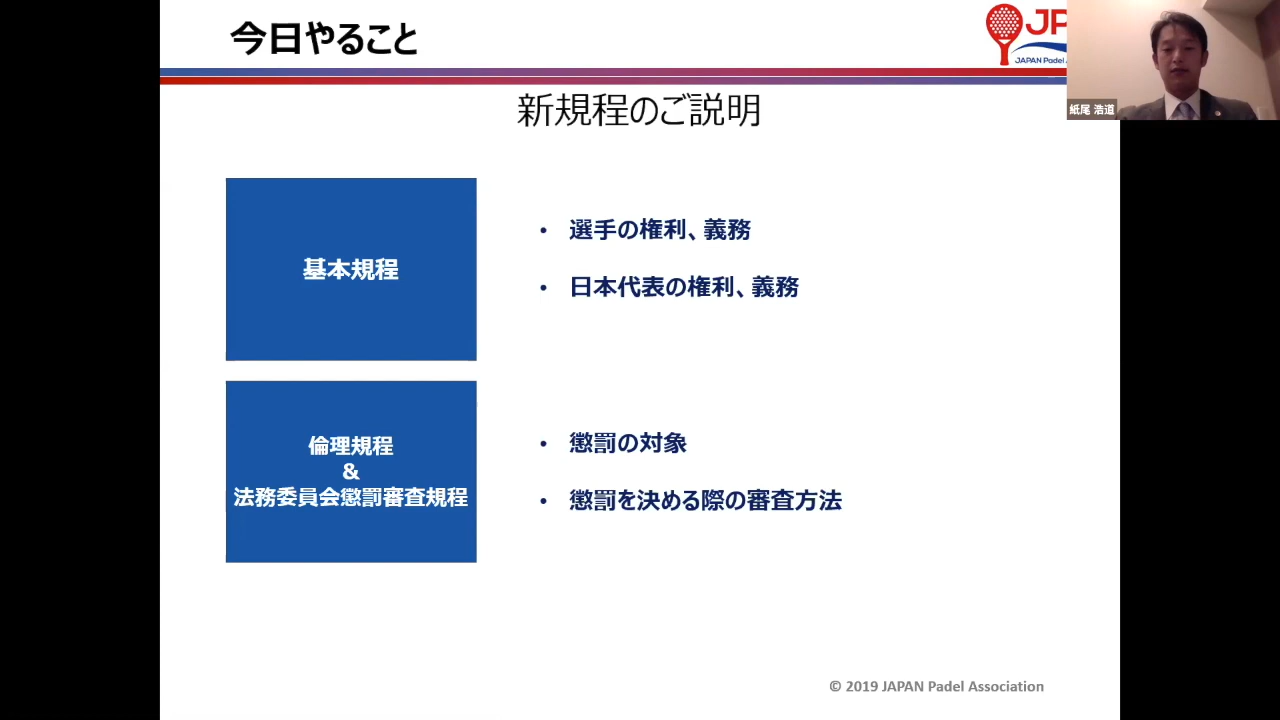 今日やること
JP
JAPAN Padel
紙尾 浩道
新規程のご説明
基本規程
• 選手の権利、義務
• 日本代表の権利、義務
倫理規程
&
法務委員会懲罰審査規程
• 懲罰の対象
• 懲罰を決める際の審査方法
© 2019 JAPAN Padel Association